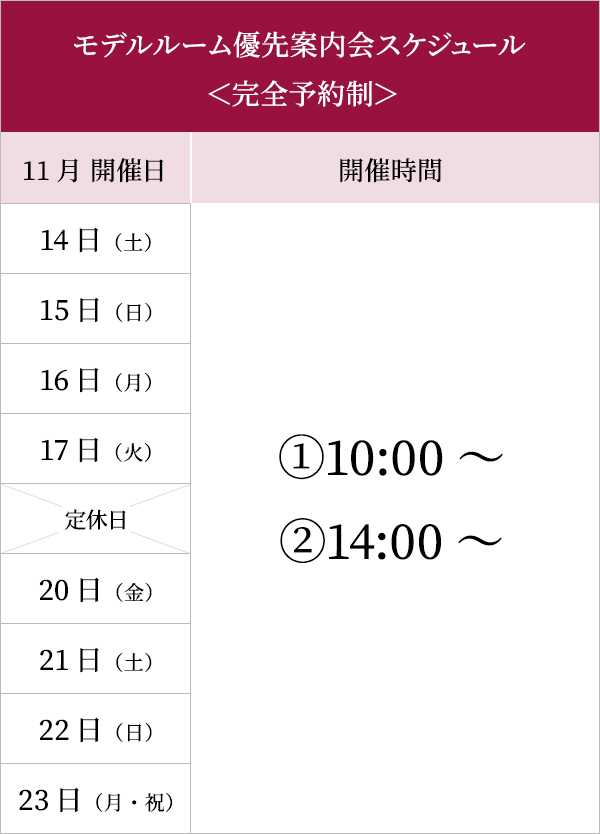 モデルルーム優先案内会スケジュール
＜完全予約制＞
11月 開催日
開催時間
14日（土）
15日（日）
16日（月）
17日（火）
定休日
20日（金）
21日（土）
22日（日）
23日（月・祝）
①10:00 〜
②14:00 〜